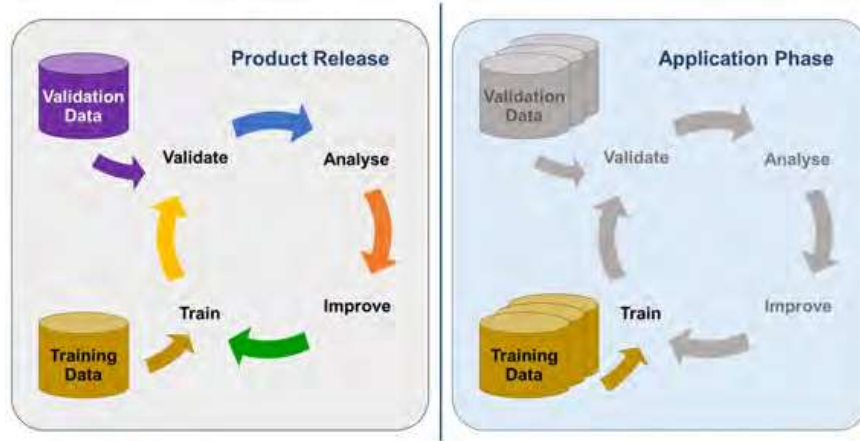 Product Release
Validation
Data
Validate
Analyse
Train
Improve
Training
Data
Application Phase
Validation
Data
Validate
Analyse
Train
Improve
Training
Data